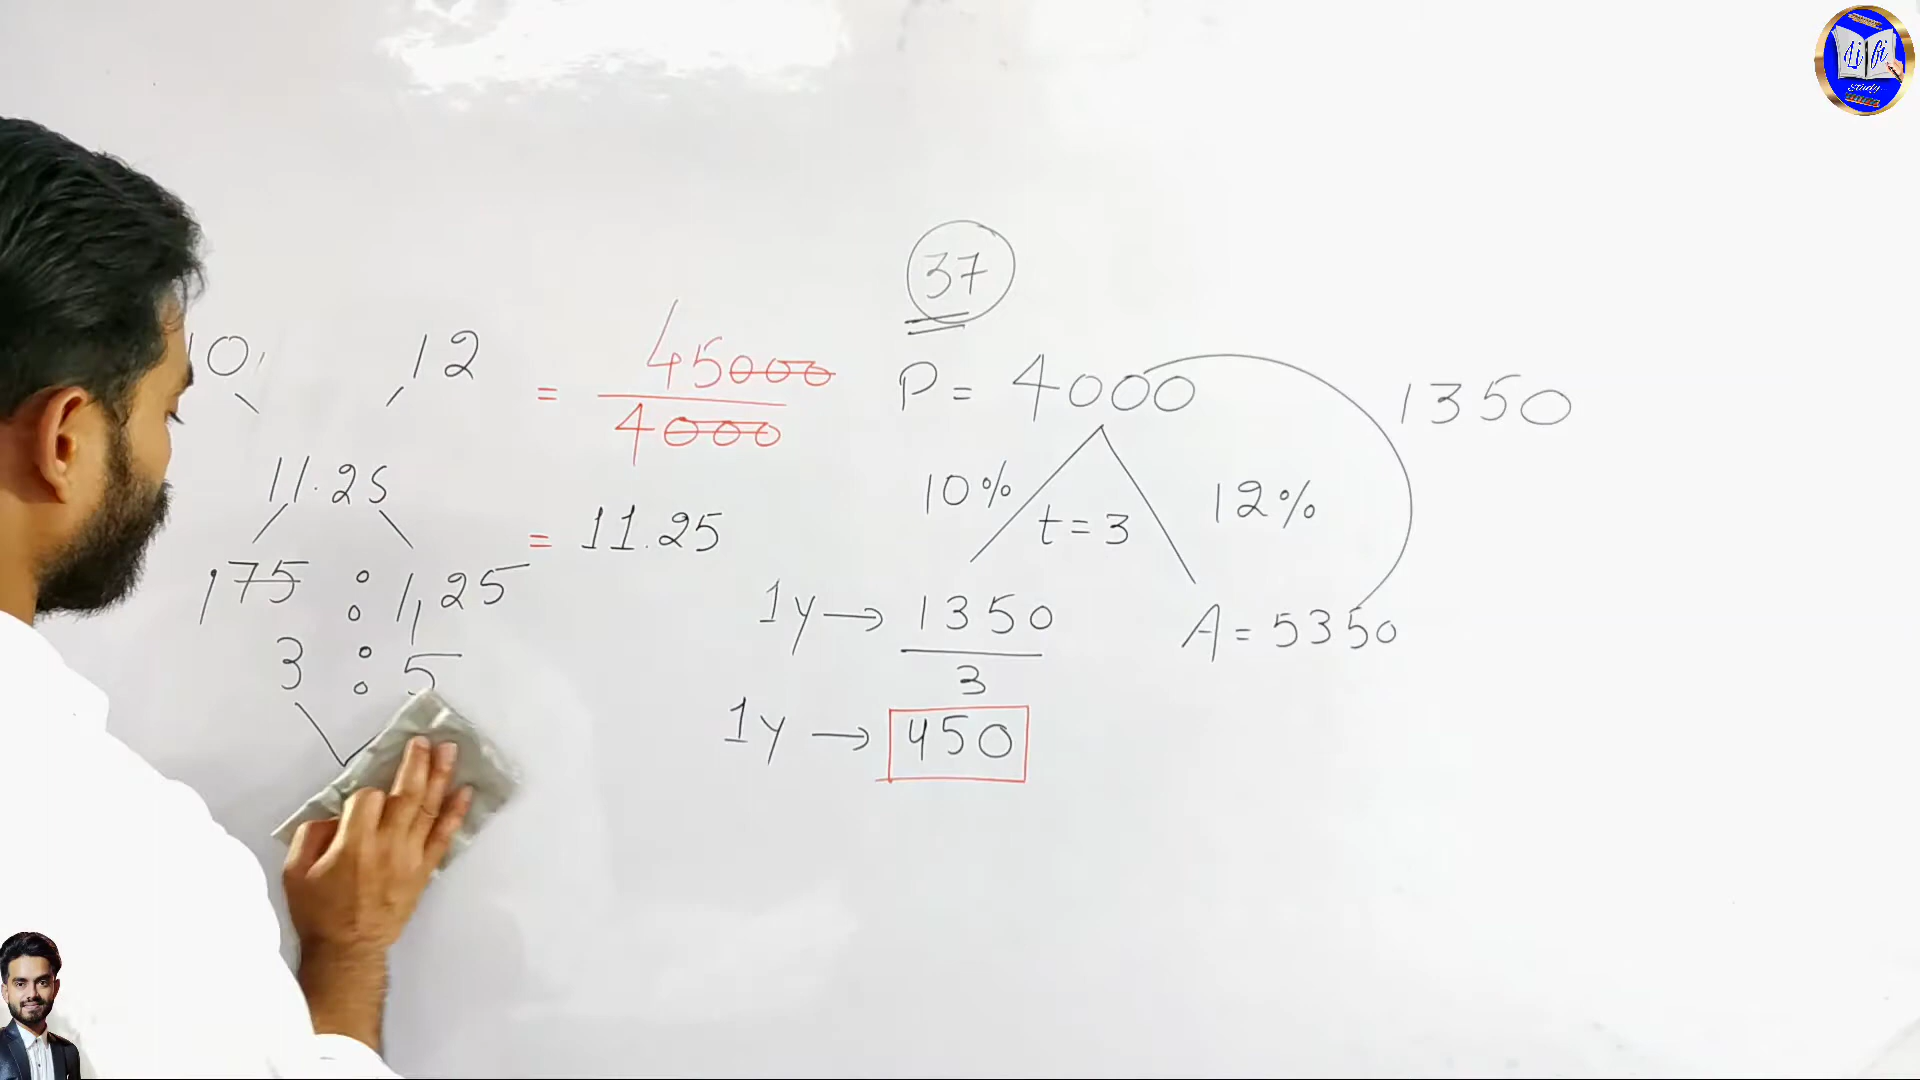 37
10 12
= 45000
4000
P = 4000
1350
11.25
10%
t = 3
12%
= 11.25
175 : 1,25
1y → 1350
3
A = 5350
3 : 5
1y → 450
Study